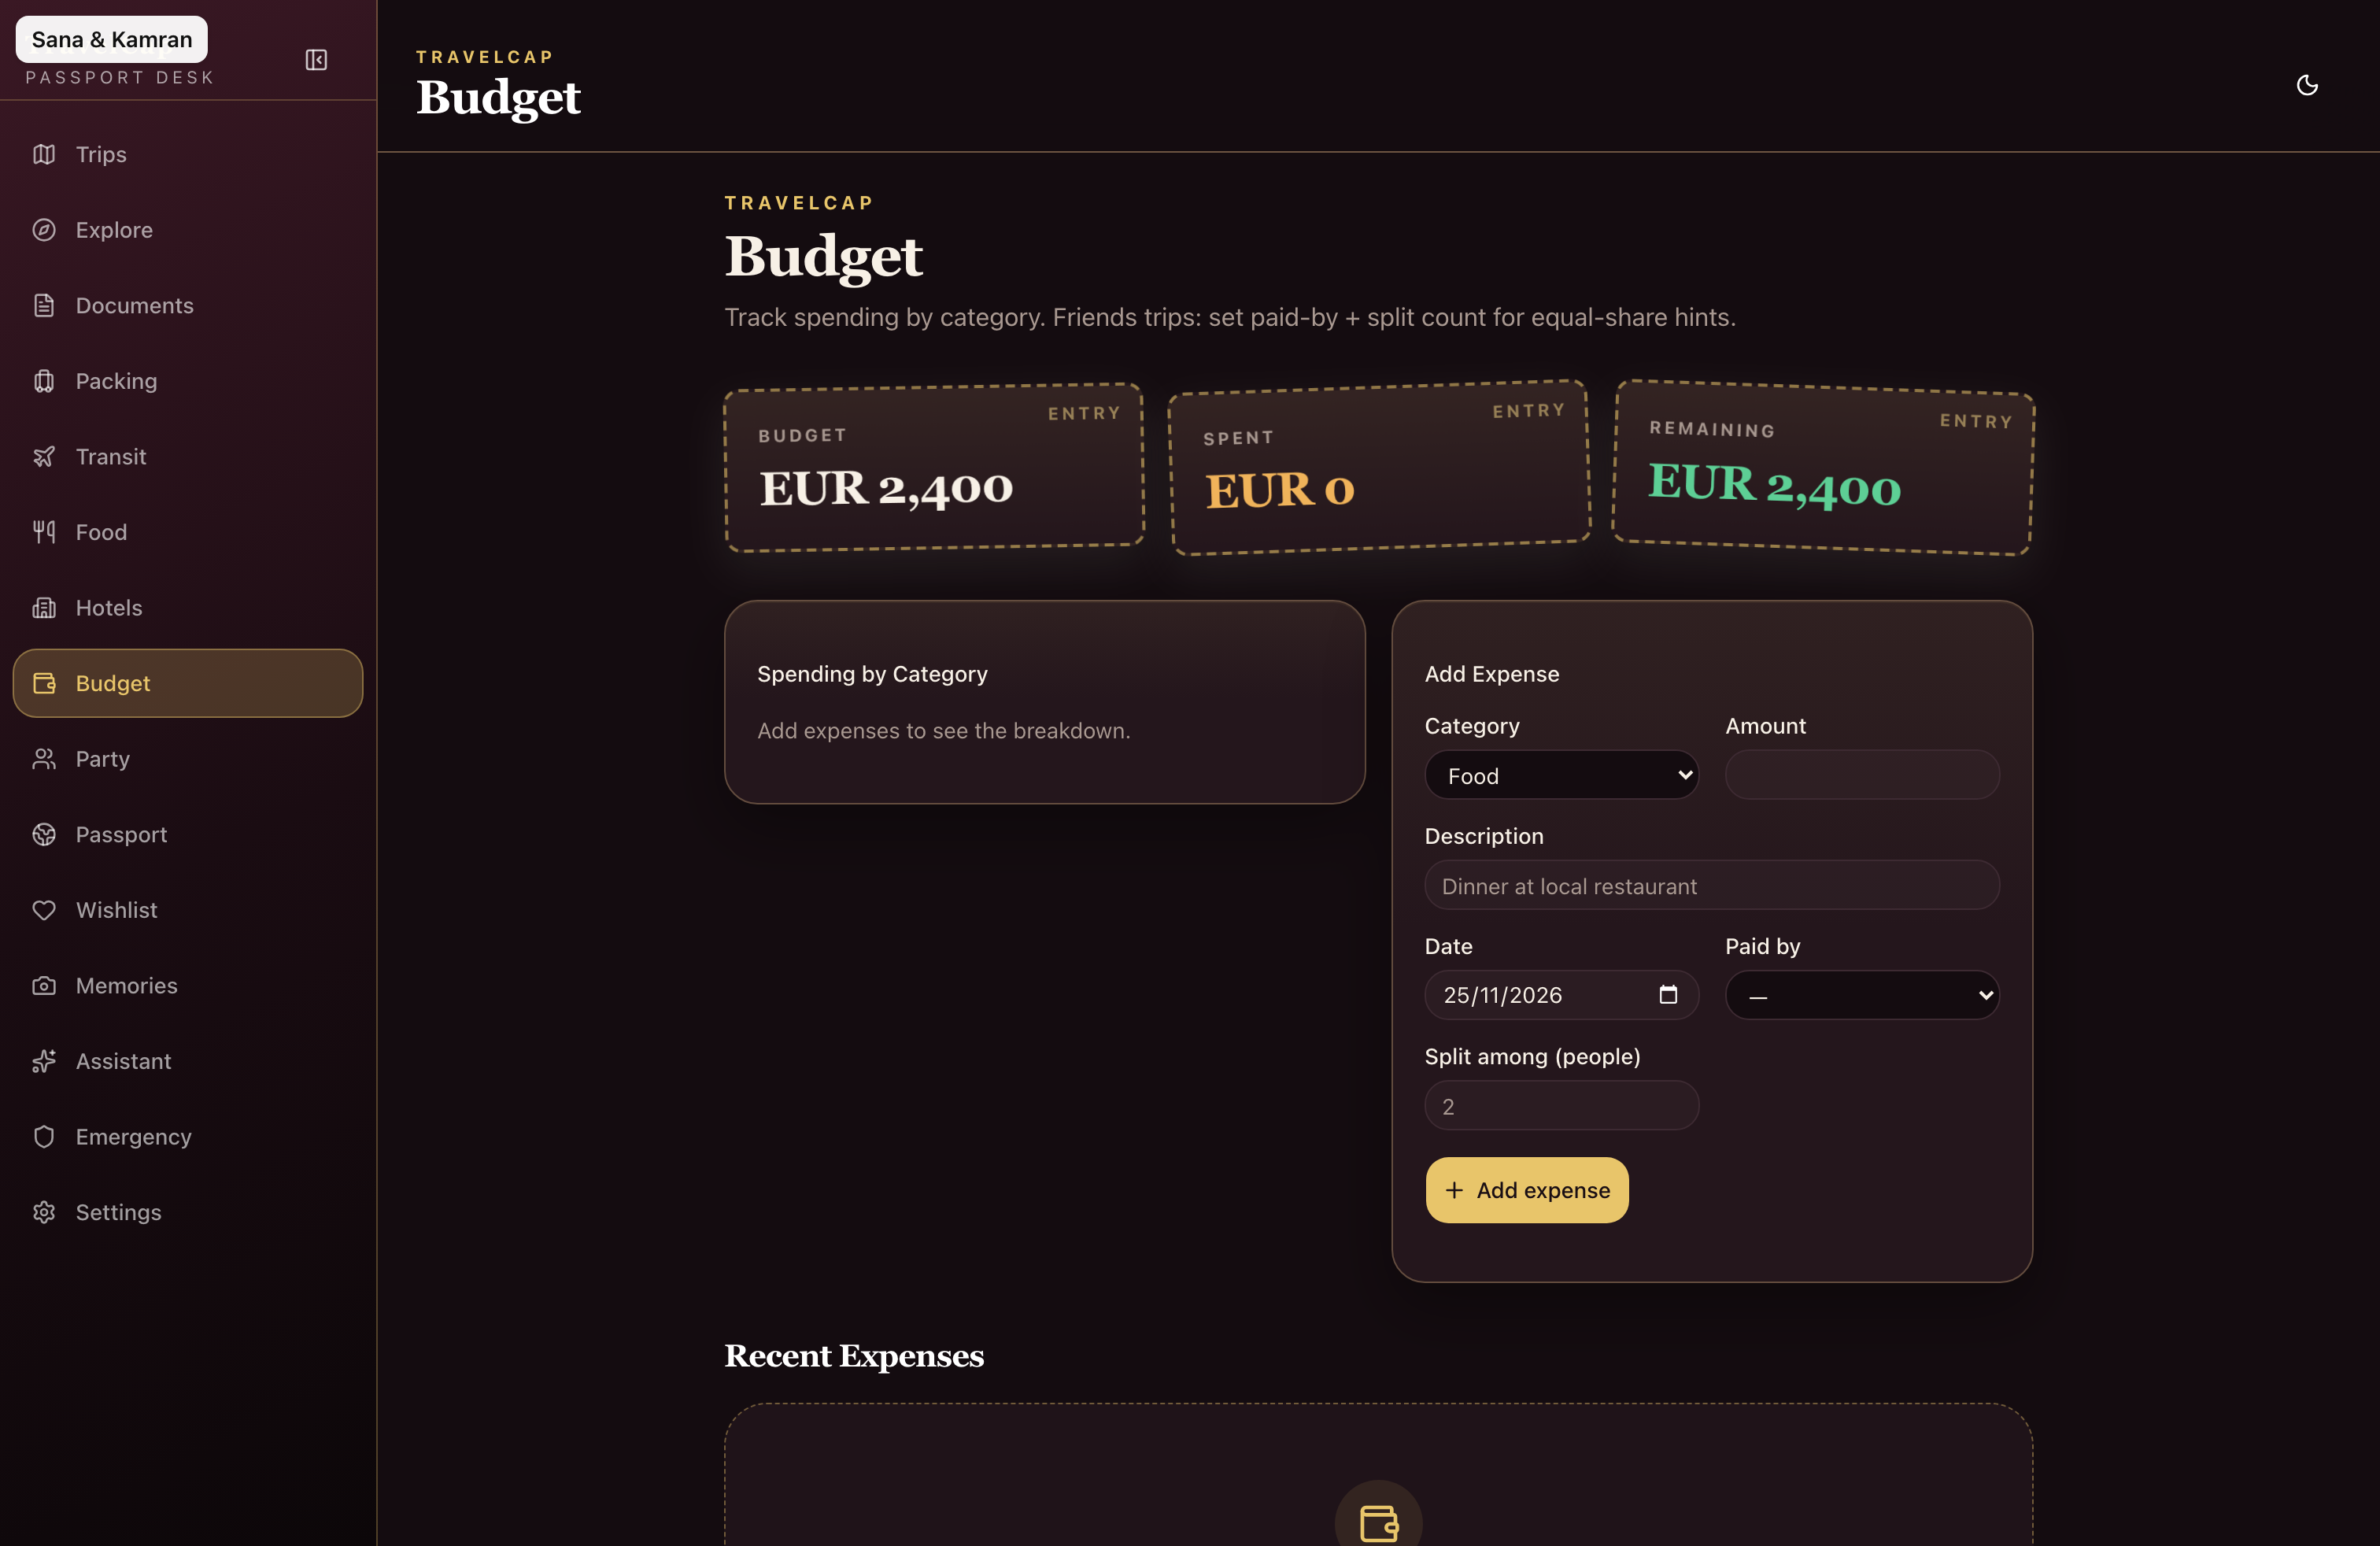 Sana & Kamran
PASSPORT DESK
Trips
Explore
Documents
Packing
Transit
Food
Hotels
Budget
Party
Passport
Wishlist
Memories
Assistant
Emergency
Settings
TRAVELCAP
Budget
TRAVELCAP
Budget
Track spending by category. Friends trips: set paid-by + split count for equal-share hints.
ENTRY
BUDGET
EUR 2,400
ENTRY
SPENT
EUR 0
ENTRY
REMAINING
EUR 2,400
Spending by Category
Add expenses to see the breakdown.
Add Expense
Category
Amount
Food
Description
Dinner at local restaurant
Date
Paid by
25/11/2026
—
Split among (people)
2
+ Add expense
Recent Expenses